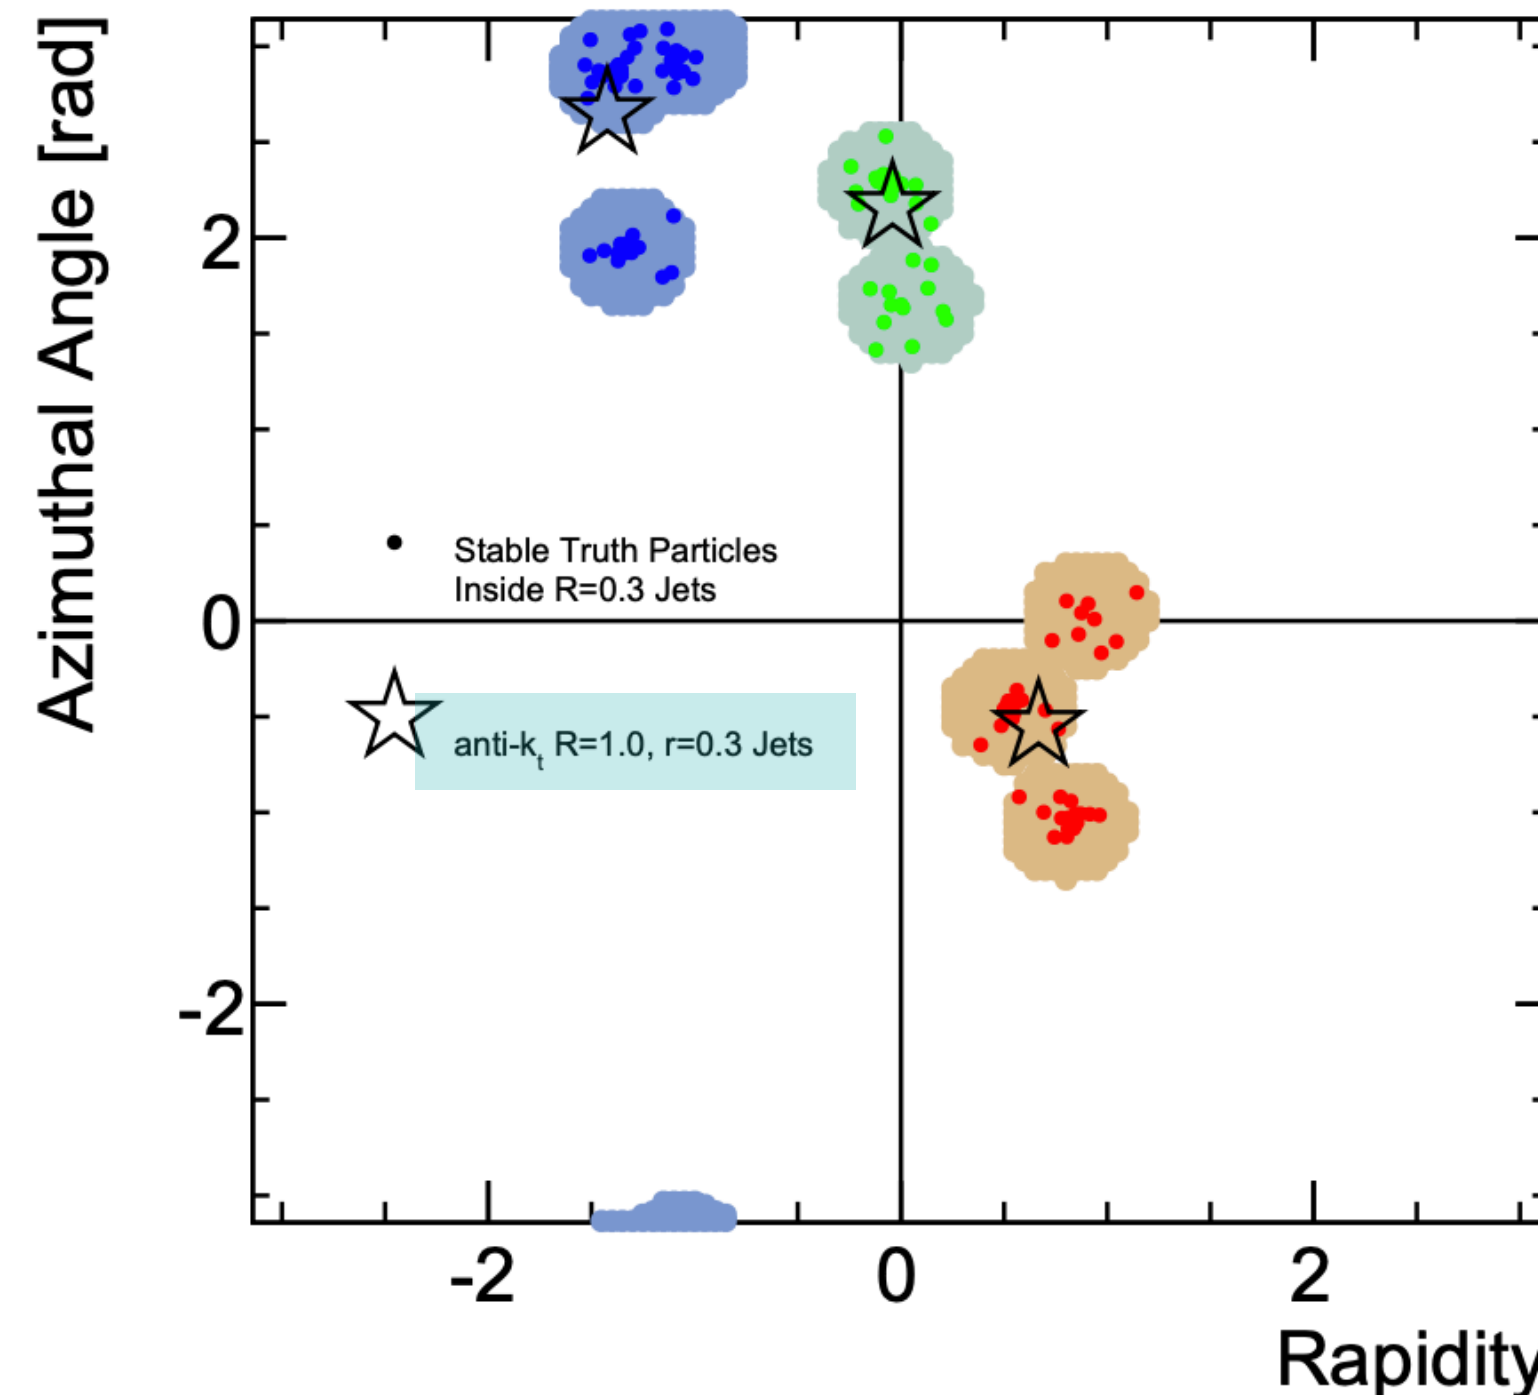 Azimuthal Angle [rad]
2
Stable Truth Particles
Inside R=0.3 Jets
0
anti-kt R=1.0, r=0.3 Jets
-2
-2
0
2
Rapidity